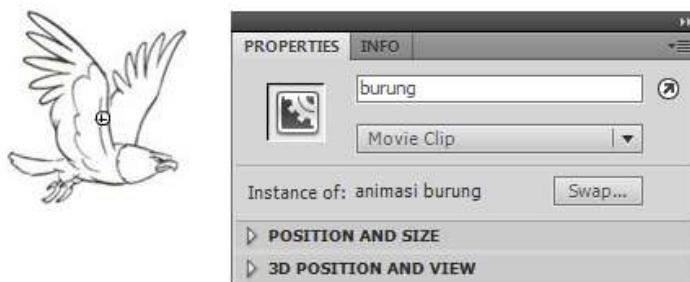 PROPERTIES INFO
burung
Movie Clip
Instance of: animasi burung Swap...
POSITION AND SIZE
3D POSITION AND VIEW